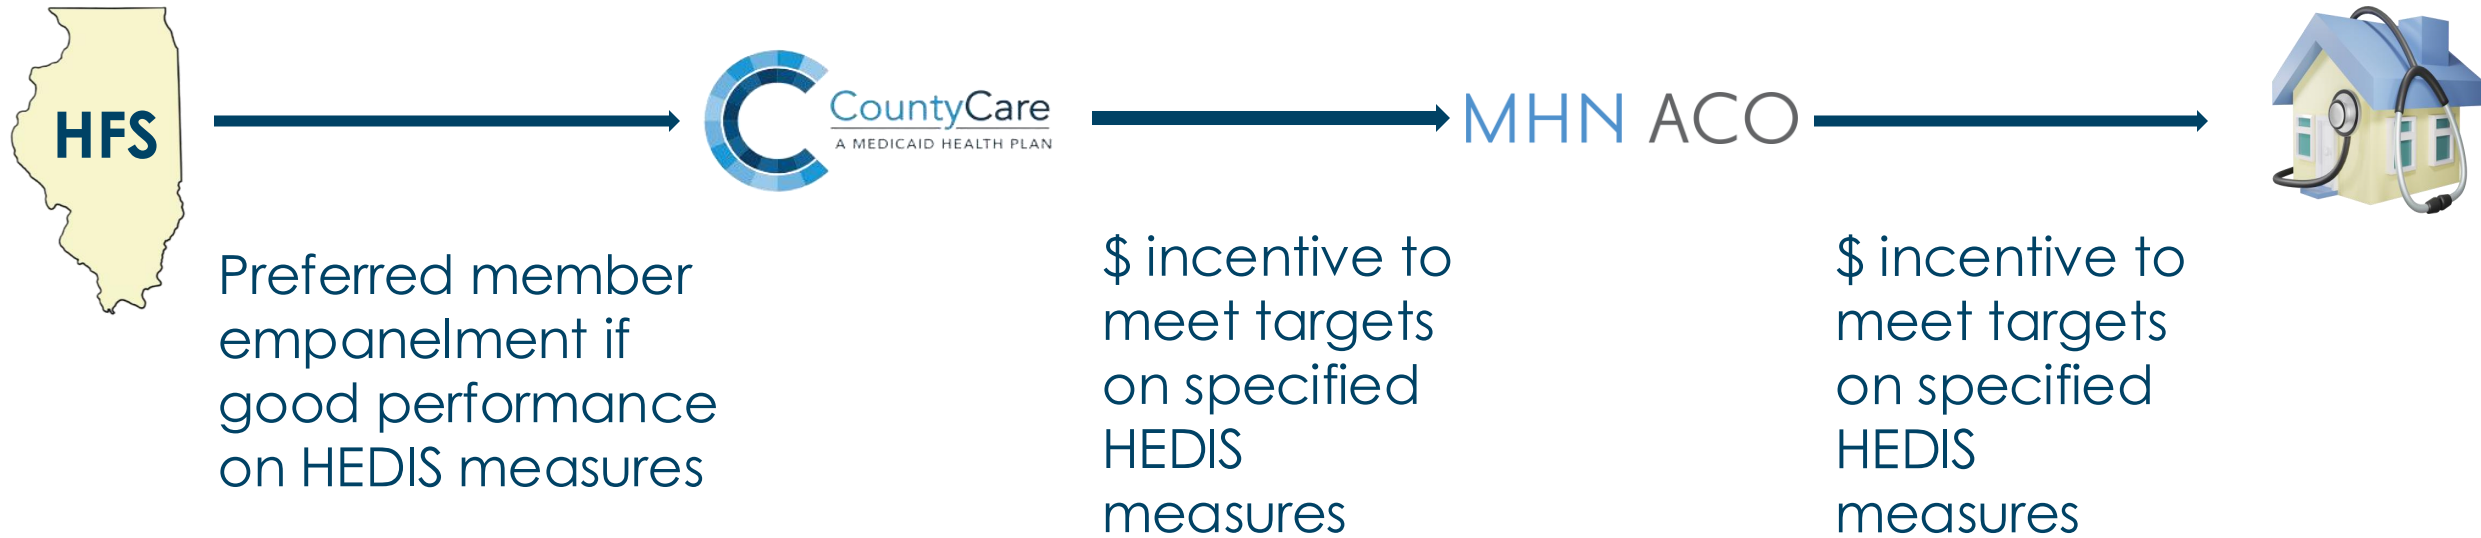 HFS
CountyCare
A MEDICAID HEALTH PLAN
MHN ACO
Preferred member
empanelment if
good performance
on HEDIS measures
$ incentive to
meet targets
on specified
HEDIS
measures
$ incentive to
meet targets
on specified
HEDIS
measures